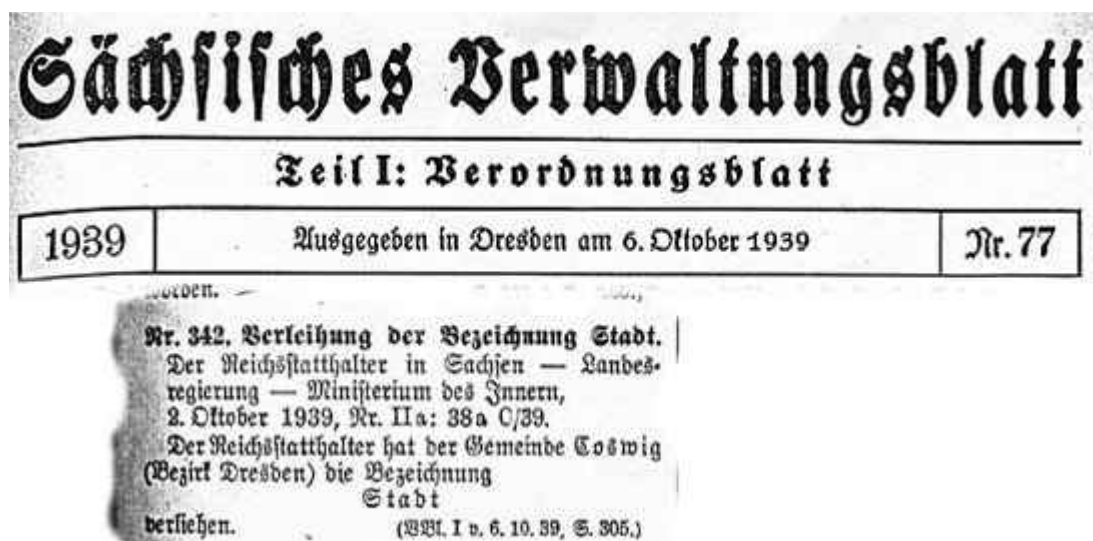 Sächsisches Verwaltungsblatt
Teil I: Verordnungsblatt
1939
Ausgegeben in Dresden am 6. Oktober 1939
Nr. 77
Nr. 342. Verleihung der Bezeichnung Stadt.
Der Reichsstatthalter in Sachsen — Landes-
regierung — Ministerium des Innern,
2. Oktober 1939, Nr. IIa: 38a C/39.
Der Reichsstatthalter hat der Gemeinde Coswig
(Bezirk Dresden) die Bezeichnung
Stadt
verliehen. (VBl. I v. 6. 10. 39, S. 305.)